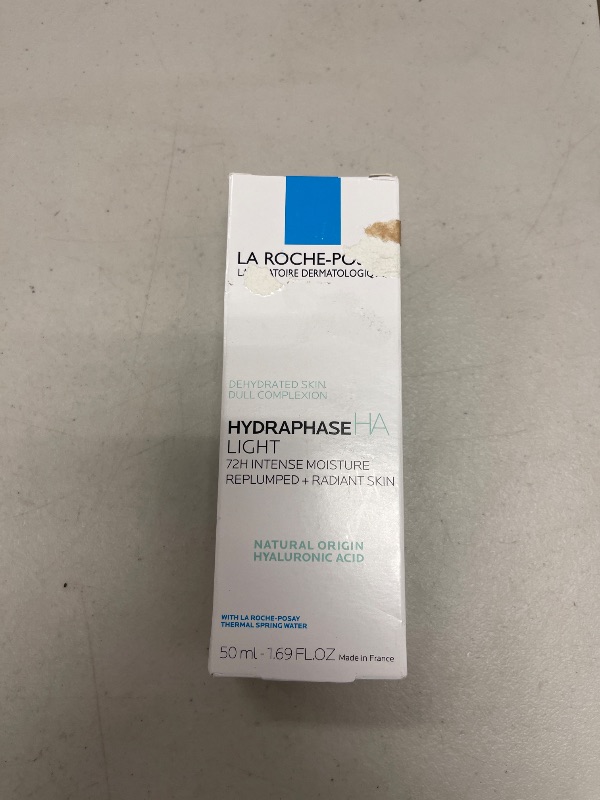 LA ROCHE-PO
DERMATOLOGIQ
DEHYDRATED SKIN
DULL COMPLEXION
HYDRAPHASE HA
LIGHT
72H INTENSE MOISTURE
REPLUMPED + RADIANT SKIN
NATURAL ORIGIN
HYALURONIC ACID
WITH LA ROCHE-POSAY
THERMAL SPRING WATER
50 ml - 1.69 FL.OZ Made in France